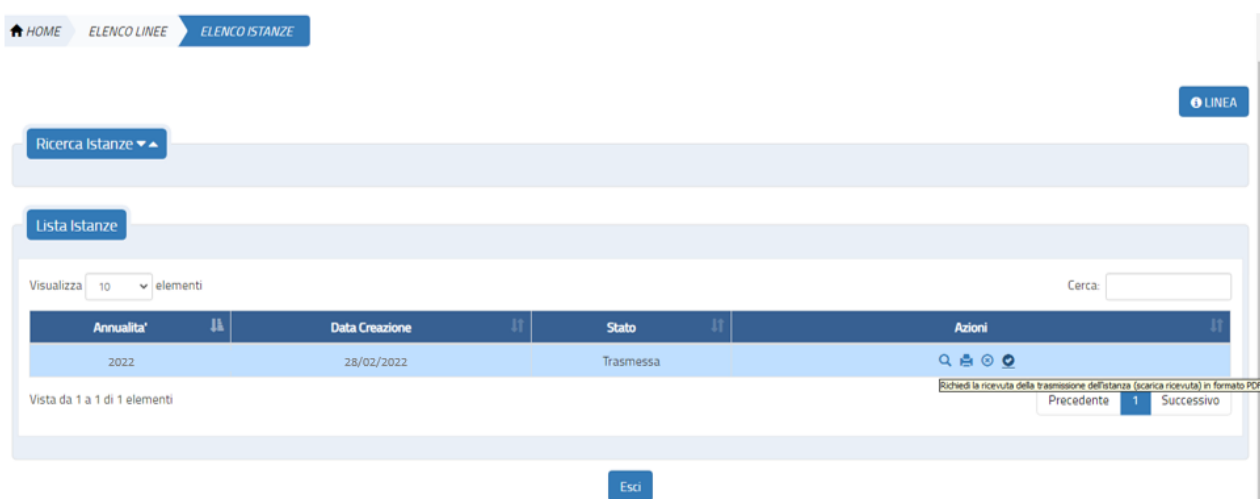 HOME ELENCO LINEE ELENCO ISTANZE
LINEA
Ricerca Istanze
Lista Istanze
Visualizza 10 elementi Cerca:
Annualita' Data Creazione Stato Azioni
2022 28/02/2022 Trasmessa
Richiedi la ricevuta della trasmissione dell'istanza (scarica ricevuta) in formato PDF
Vista da 1 a 1 di 1 elementi Precedente 1 Successivo
Esci